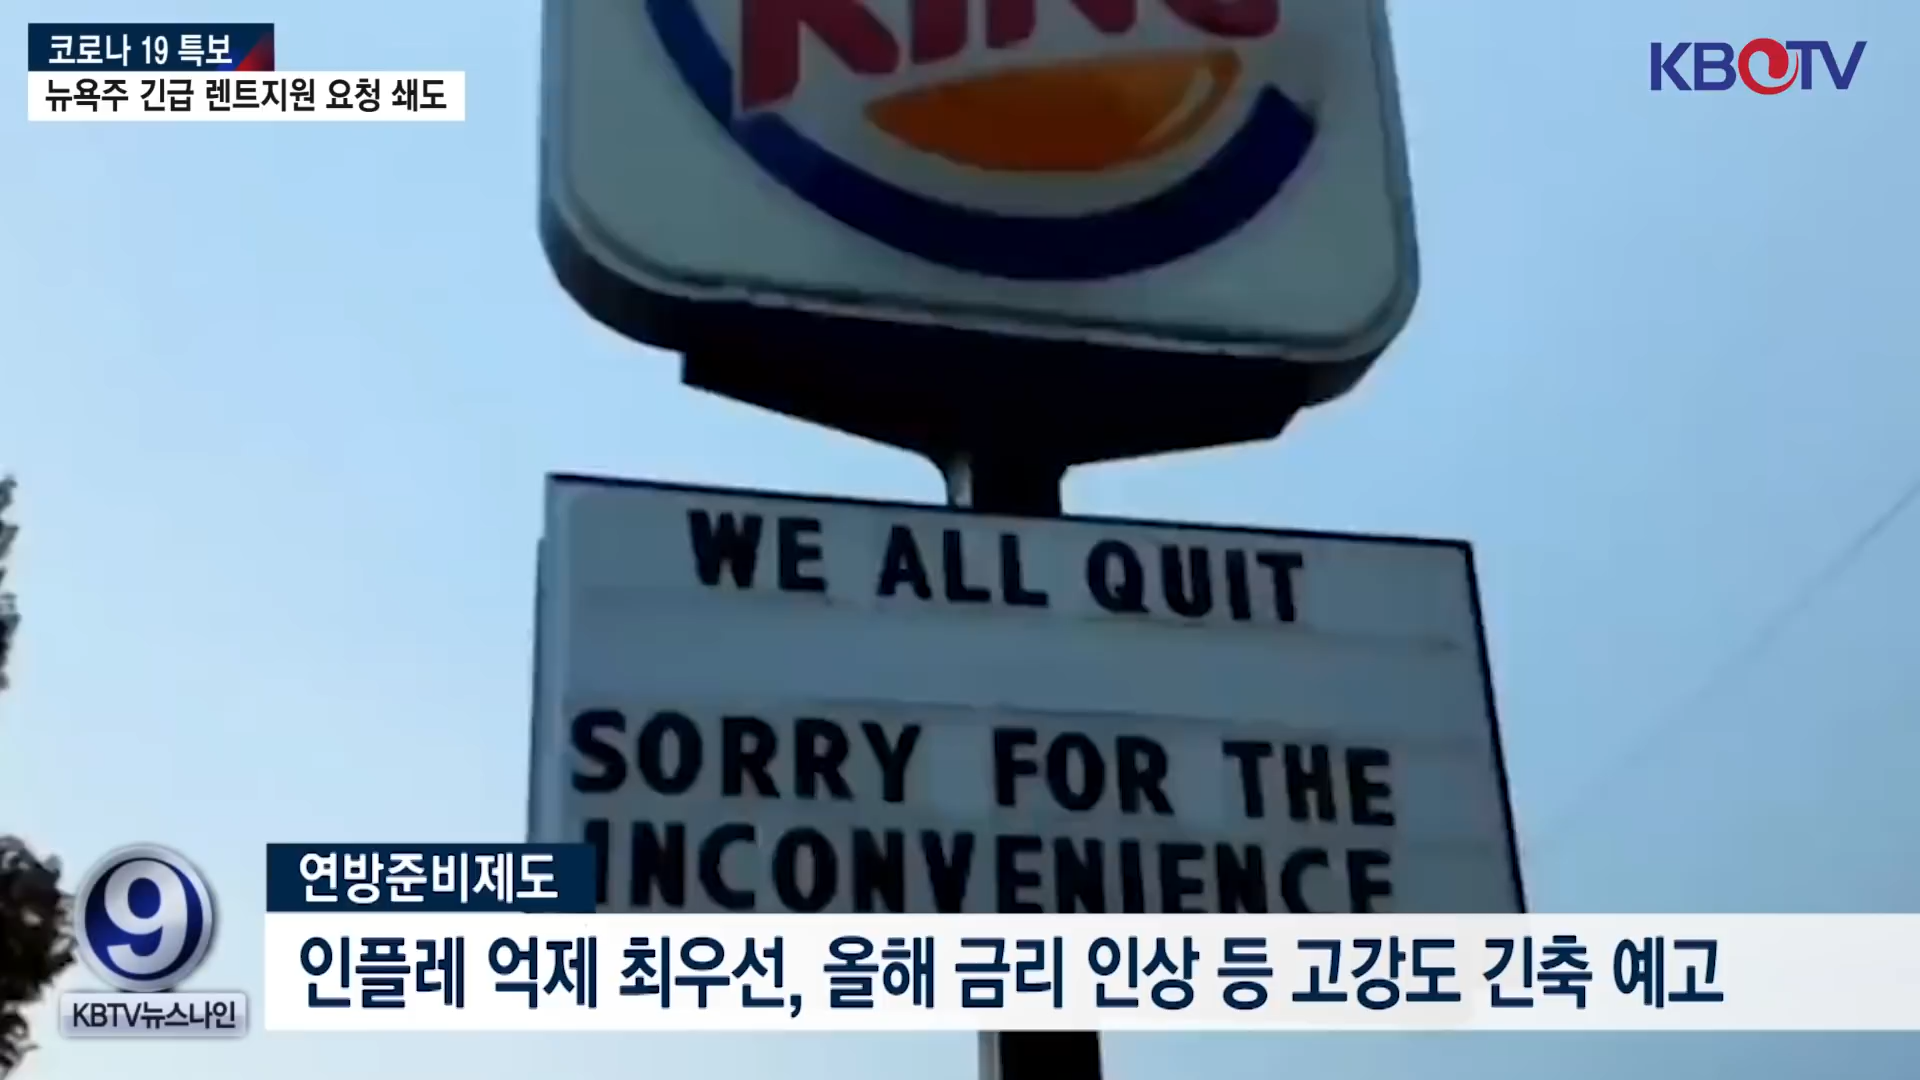 코로나 19 특보
뉴욕주 긴급 렌트지원 요청 쇄도
KBTV
KING
WE ALL QUIT
SORRY FOR THE
INCONVENIENCE
연방준비제도
인플레 억제 최우선, 올해 금리 인상 등 고강도 긴축 예고
9
KBTV뉴스나인